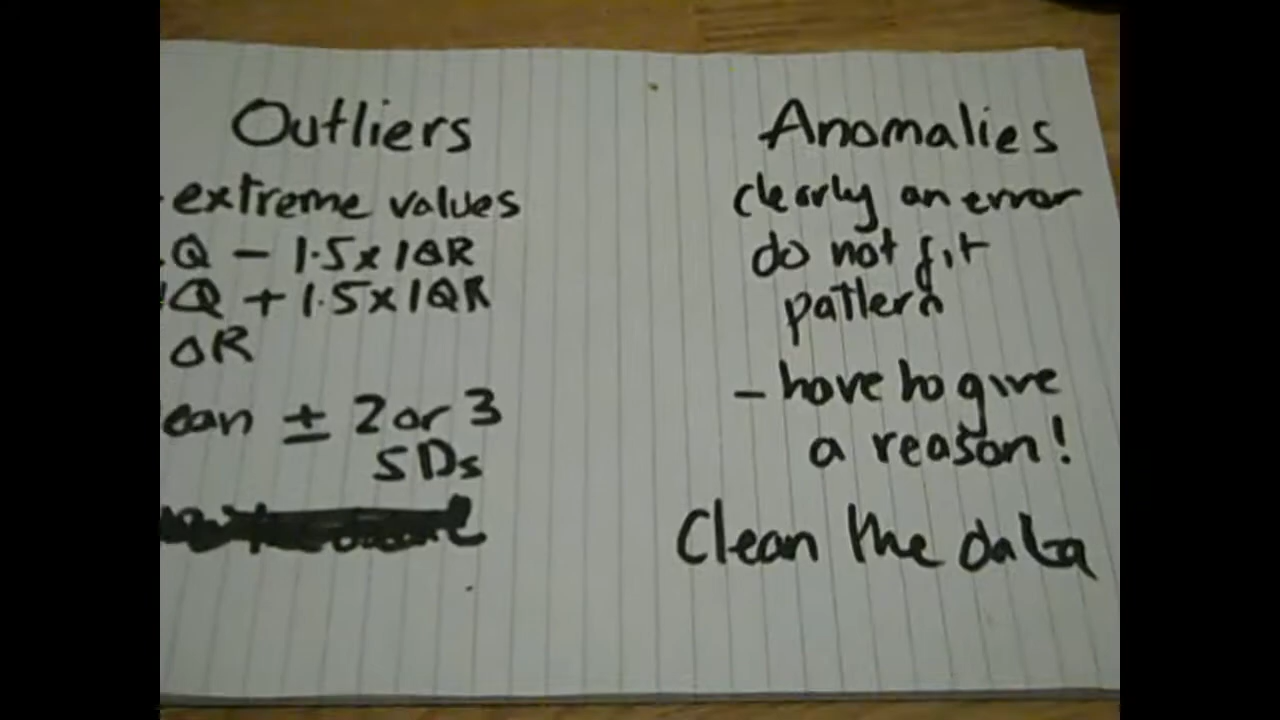 Outliers
- extreme values
Q - 1.5 x IQR
Q + 1.5 x IQR
OR
ean ± 2 or 3
SDs
Anomalies
clearly an error
do not fit
pattern
- have to give
a reason!
Clean the data